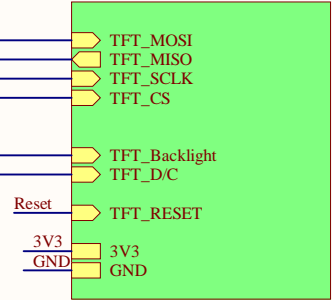 TFT_MOSI
TFT_MISO
TFT_SCLK
TFT_CS
TFT_Backlight
TFT_D/C
Reset TFT_RESET
3V3 3V3
GND GND